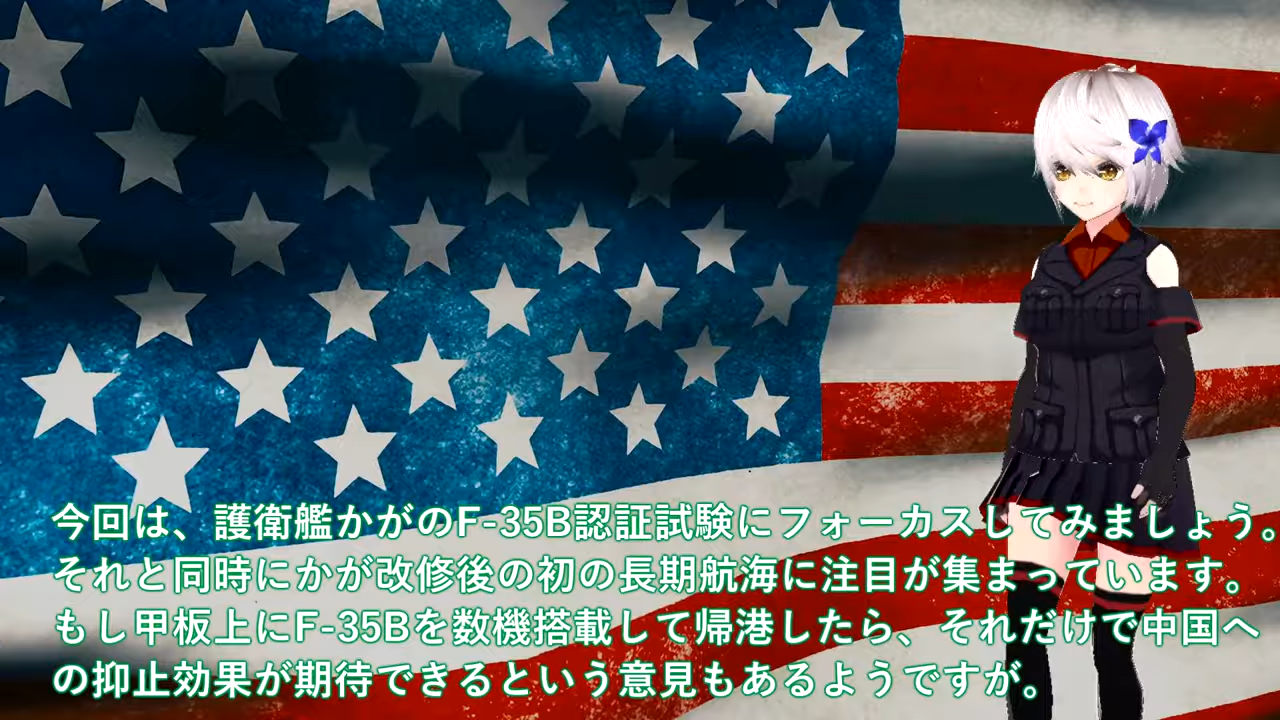 今回は、護衛艦かがのF-35B認証試験にフォーカスしてみましょう。
それと同時にかが改修後の初の長期航海に注目が集まっています。
もし甲板上にF-35Bを数機搭載して帰港したら、それだけで中国へ
の抑止効果が期待できるという意見もあるようですが。